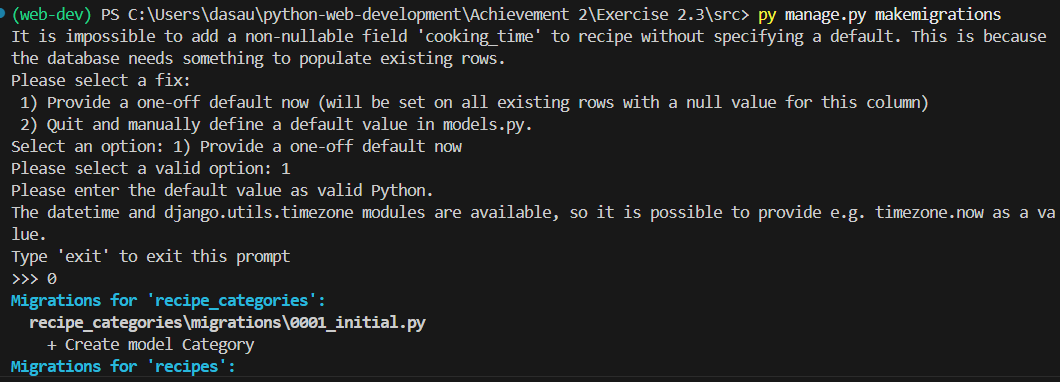 (web-dev) PS C:\Users\dasau\python-web-development\Achievement 2\Exercise 2.3\src> py manage.py makemigrations
It is impossible to add a non-nullable field 'cooking_time' to recipe without specifying a default. This is because
the database needs something to populate existing rows.
Please select a fix:
 1) Provide a one-off default now (will be set on all existing rows with a null value for this column)
 2) Quit and manually define a default value in models.py.
Select an option: 1) Provide a one-off default now
Please select a valid option: 1
Please enter the default value as valid Python.
The datetime and django.utils.timezone modules are available, so it is possible to provide e.g. timezone.now as a va
lue.
Type 'exit' to exit this prompt
>>> 0
Migrations for 'recipe_categories':
  recipe_categories\migrations\0001_initial.py
    + Create model Category
Migrations for 'recipes':